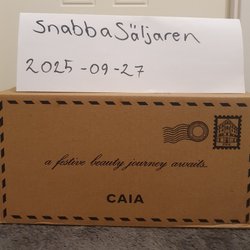 SnabbaSäljaren
2025-09-27
a festive beauty journey awaits.
CAIA